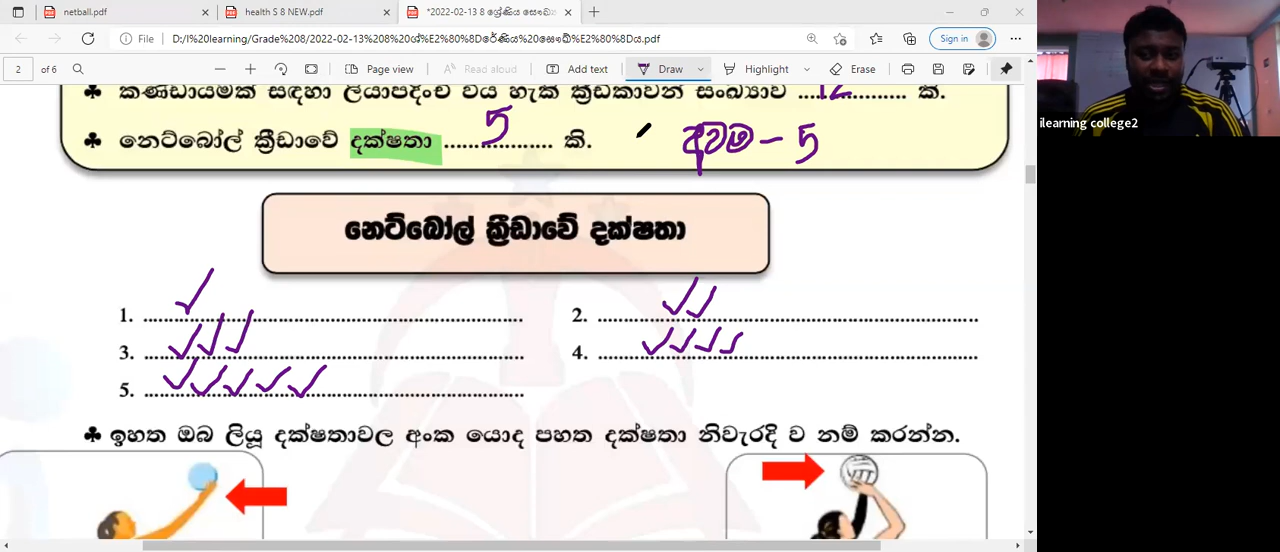 netball.pdf
health S 8 NEW.pdf
*2022-02-13 8 ශ්‍රේණිය සෞඛ්‍ය
File
D:/I%20learning/Grade%208/2022-02-13%208%20ශ්%E2%80%8Dරේණිය%20සෞඛ්%E2%80%8Dය.pdf
Sign in
2 of 6
Page view
Read aloud
Add text
Draw
Highlight
Erase
ilearning college2
♣ කණ්ඩායමක් සඳහා ලියාපදිංචි විය හැකි ක්‍රීඩිකාවන් සංඛ්‍යාව ....12.... කි.
♣ නෙට්බෝල් ක්‍රීඩාවේ දක්ෂතා ....5.... කි.
අවම - 5
නෙට්බෝල් ක්‍රීඩාවේ දක්ෂතා
1. ............ 2. ............
3. ............ 4. ............
5. ............
♣ ඉහත ඔබ ලියූ දක්ෂතාවල අංක යොද පහත දක්ෂතා නිවැරදි ව නම් කරන්න.